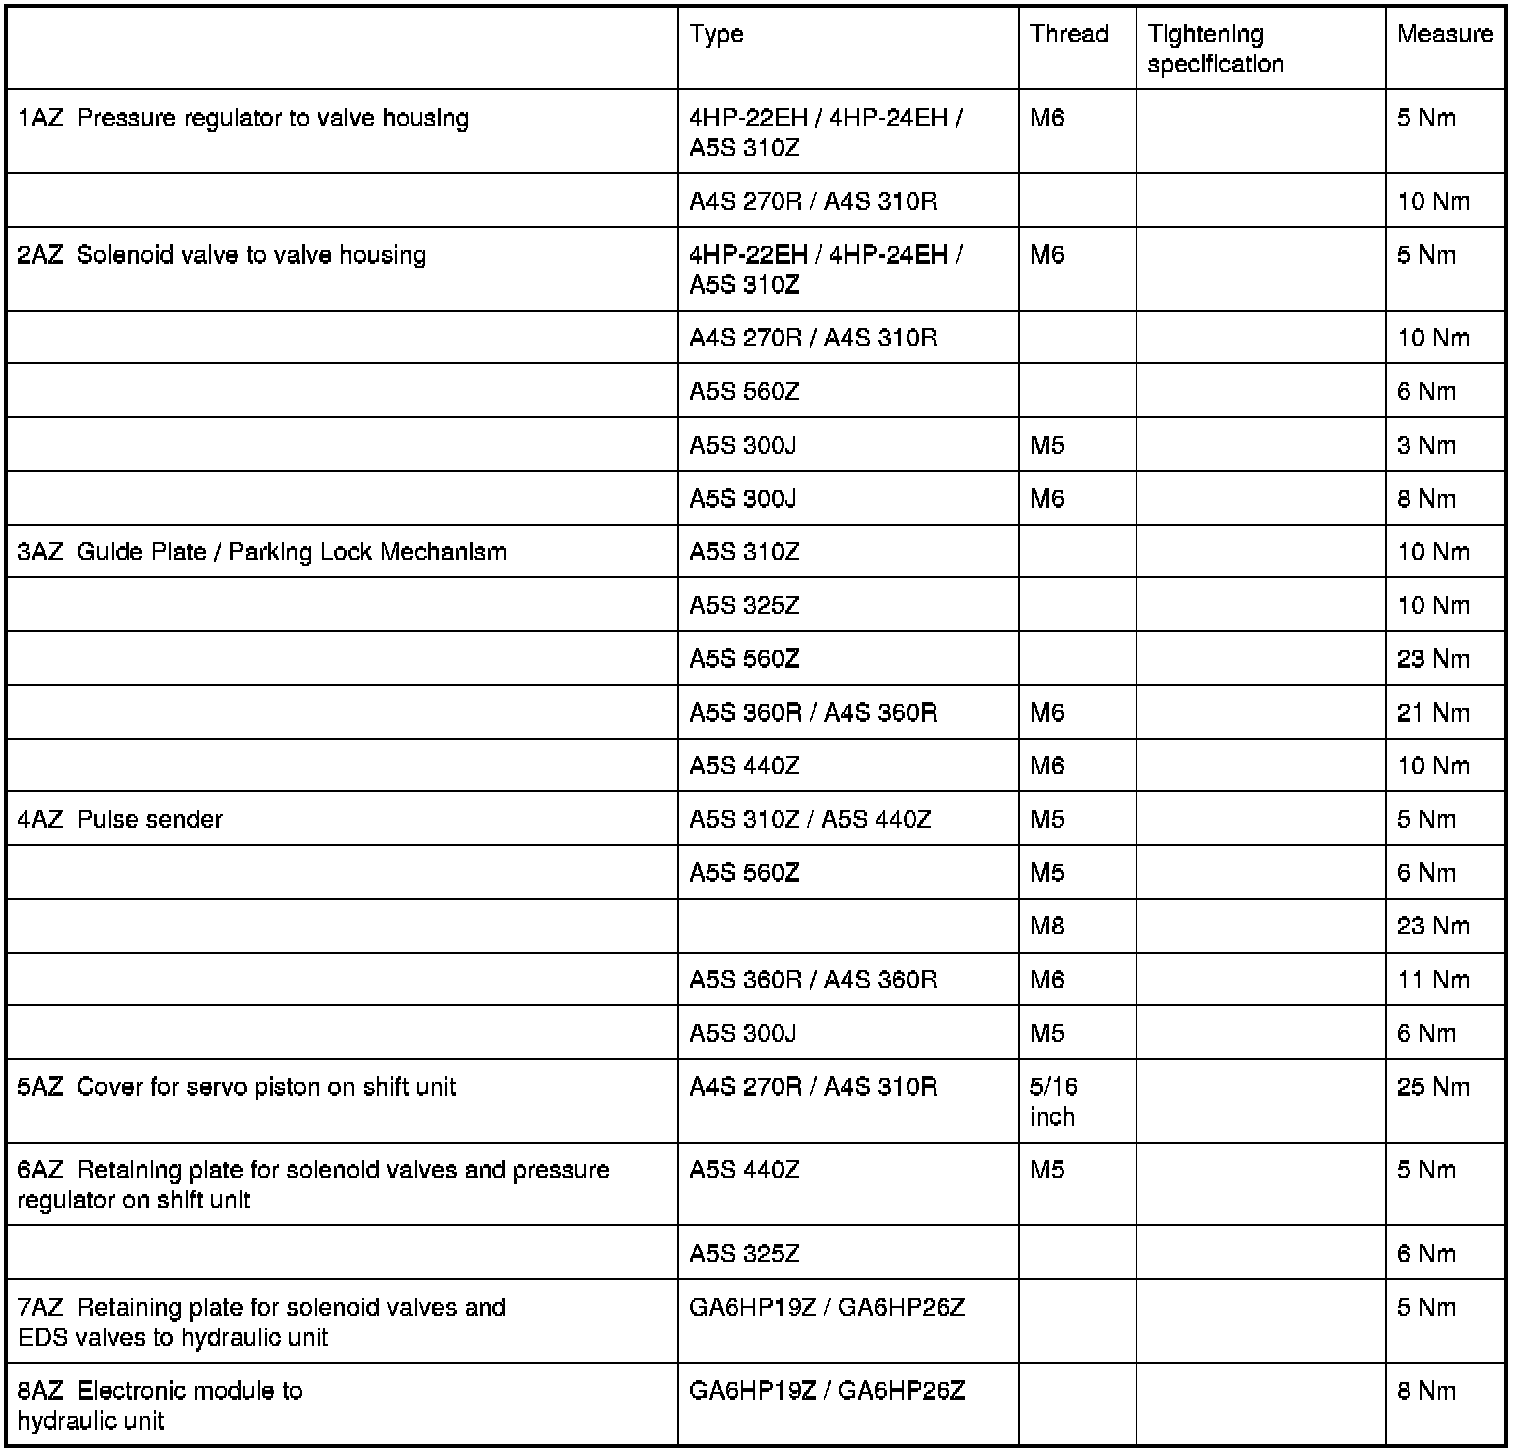 Type Thread Tightening Measure
specification
1AZ Pressure regulator to valve housing 4HP-22EH / 4HP-24EH / M6 5 Nm
A5S 310Z
A4S 270R / A4S 310R 10 Nm
2AZ Solenoid valve to valve housing 4HP-22EH / 4HP-24EH / M6 5 Nm
A5S 310Z
A4S 270R / A4S 310R 10 Nm
A5S 560Z 6 Nm
A5S 300J M5 3 Nm
A5S 300J M6 8 Nm
3AZ Guide Plate / Parking Lock Mechanism A5S 310Z 10 Nm
A5S 325Z 10 Nm
A5S 560Z 23 Nm
A5S 360R / A4S 360R M6 21 Nm
A5S 440Z M6 10 Nm
4AZ Pulse sender A5S 310Z / A5S 440Z M5 5 Nm
A5S 560Z M5 6 Nm
M8 23 Nm
A5S 360R / A4S 360R M6 11 Nm
A5S 300J M5 6 Nm
5AZ Cover for servo piston on shift unit A4S 270R / A4S 310R 5/16 25 Nm
inch
6AZ Retaining plate for solenoid valves and pressure A5S 440Z M5 5 Nm
regulator on shift unit
A5S 325Z 6 Nm
7AZ Retaining plate for solenoid valves and GA6HP19Z / GA6HP26Z 5 Nm
EDS valves to hydraulic unit
8AZ Electronic module to GA6HP19Z / GA6HP26Z 8 Nm
hydraulic unit